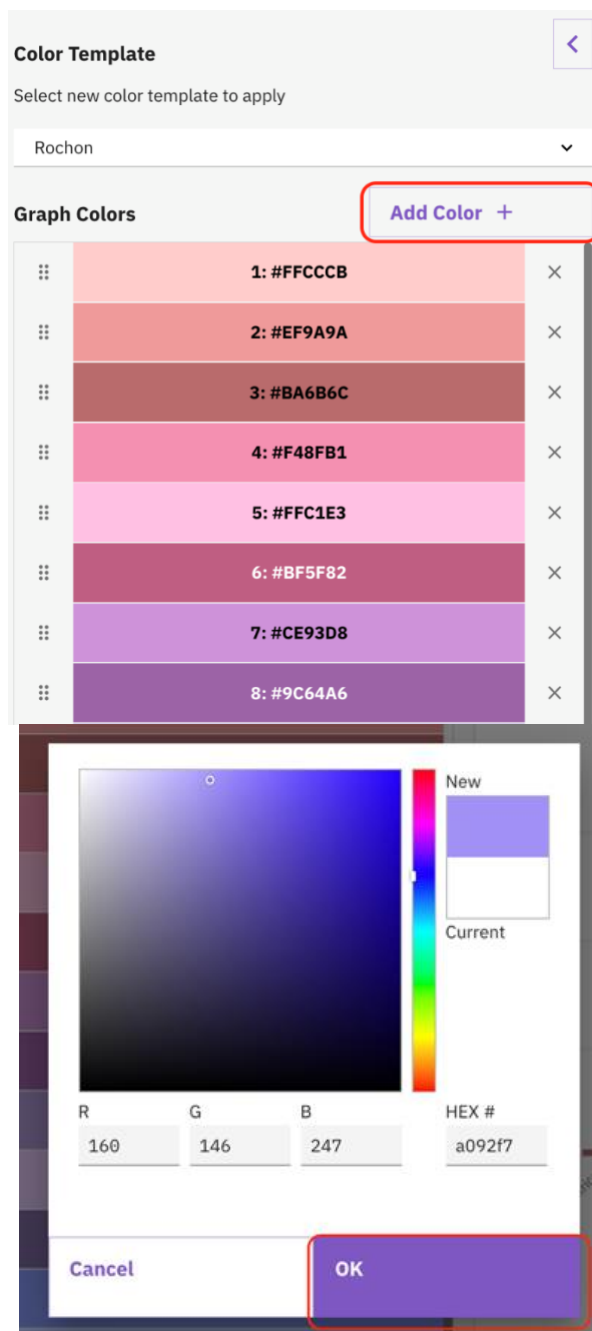 Color Template
Select new color template to apply
Rochon
Graph Colors
Add Color +
1: #FFCCCB
2: #EF9A9A
3: #BA6B6C
4: #F48FB1
5: #FFC1E3
6: #BF5F82
7: #CE93D8
8: #9C64A6
New
Current
R G B HEX #
160 146 247 a092f7
Cancel OK